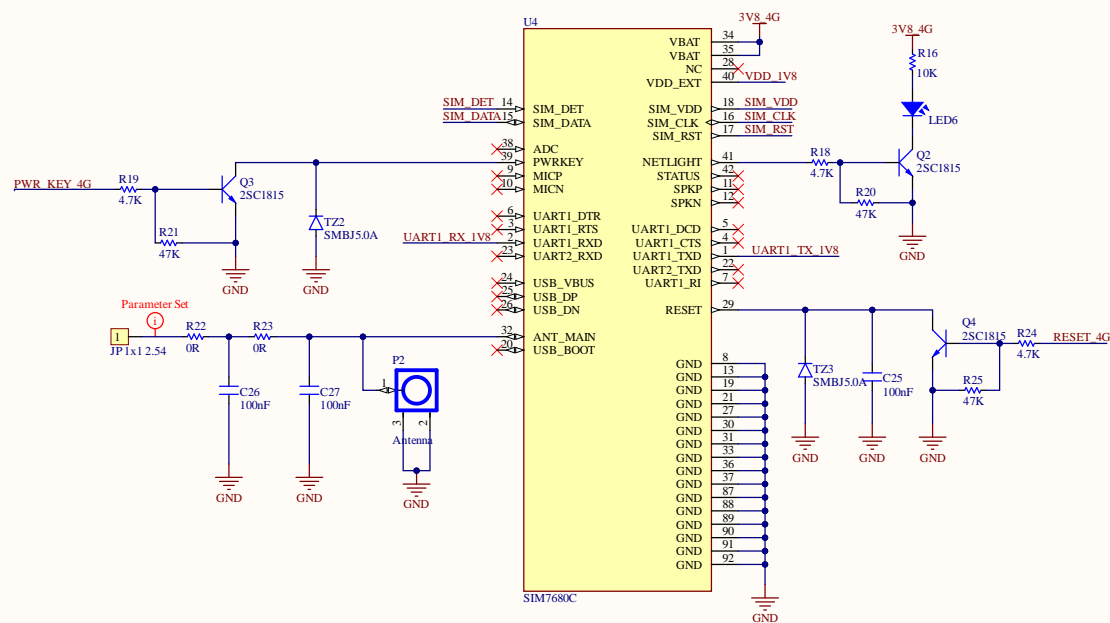 U4
3V8_4G
3V8_4G
R16
10K
LED6
VBAT 34
VBAT 35
NC 28
VDD_EXT 40 VDD_1V8
SIM_DET 14 SIM_DET
SIM_DATA 15 SIM_DATA
SIM_VDD 18 SIM_VDD
SIM_CLK 16 SIM_CLK
SIM_RST 17 SIM_RST
38 ADC
39 PWRKEY
9 MICP
10 MICN
NETLIGHT 41
STATUS 42
SPKP 11
SPKN 12
R18
4.7K
Q2
2SC1815
R20
47K
GND
PWR_KEY_4G
R19
4.7K
Q3
2SC1815
R21
47K
GND
TZ2
SMBJ5.0A
GND
6 UART1_DTR
3 UART1_RTS
UART1_RX_1V8 2 UART1_RXD
23 UART2_RXD
UART1_DCD 5
UART1_CTS 4
UART1_TXD 1 UART1_TX_1V8
UART2_TXD 22
UART1_RI 7
24 USB_VBUS
25 USB_DP
26 USB_DN
RESET 29
32 ANT_MAIN
20 USB_BOOT
Parameter Set
i
1
JP 1x1 2.54
R22
0R
R23
0R
C26
100nF
GND
C27
100nF
GND
P2
1
3
2
Antenna
GND
TZ3
SMBJ5.0A
GND
C25
100nF
GND
Q4
2SC1815
R24
4.7K
RESET_4G
R25
47K
GND
GND 8
GND 13
GND 19
GND 21
GND 27
GND 30
GND 31
GND 33
GND 36
GND 37
GND 87
GND 88
GND 89
GND 90
GND 91
GND 92
GND
SIM7680C